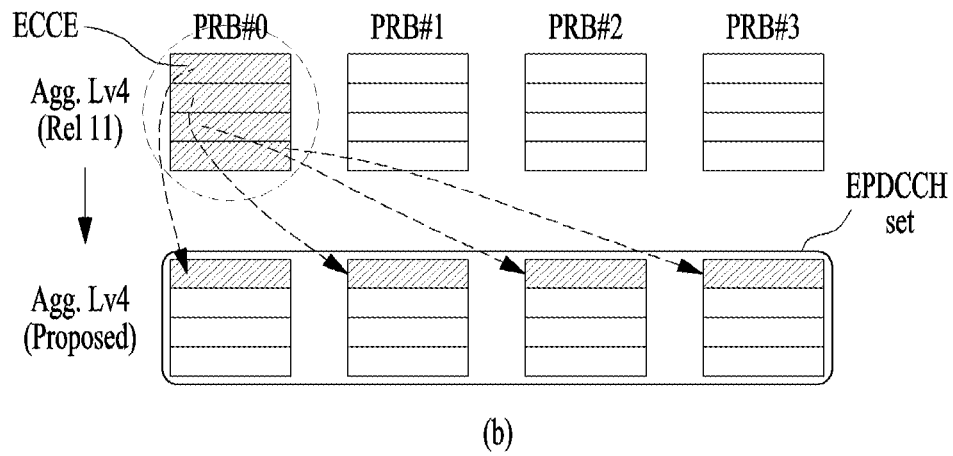 ECCE
PRB#0 PRB#1 PRB#2 PRB#3
Agg. Lv4
(Rel 11)
EPDCCH
set
Agg. Lv4
(Proposed)
(b)